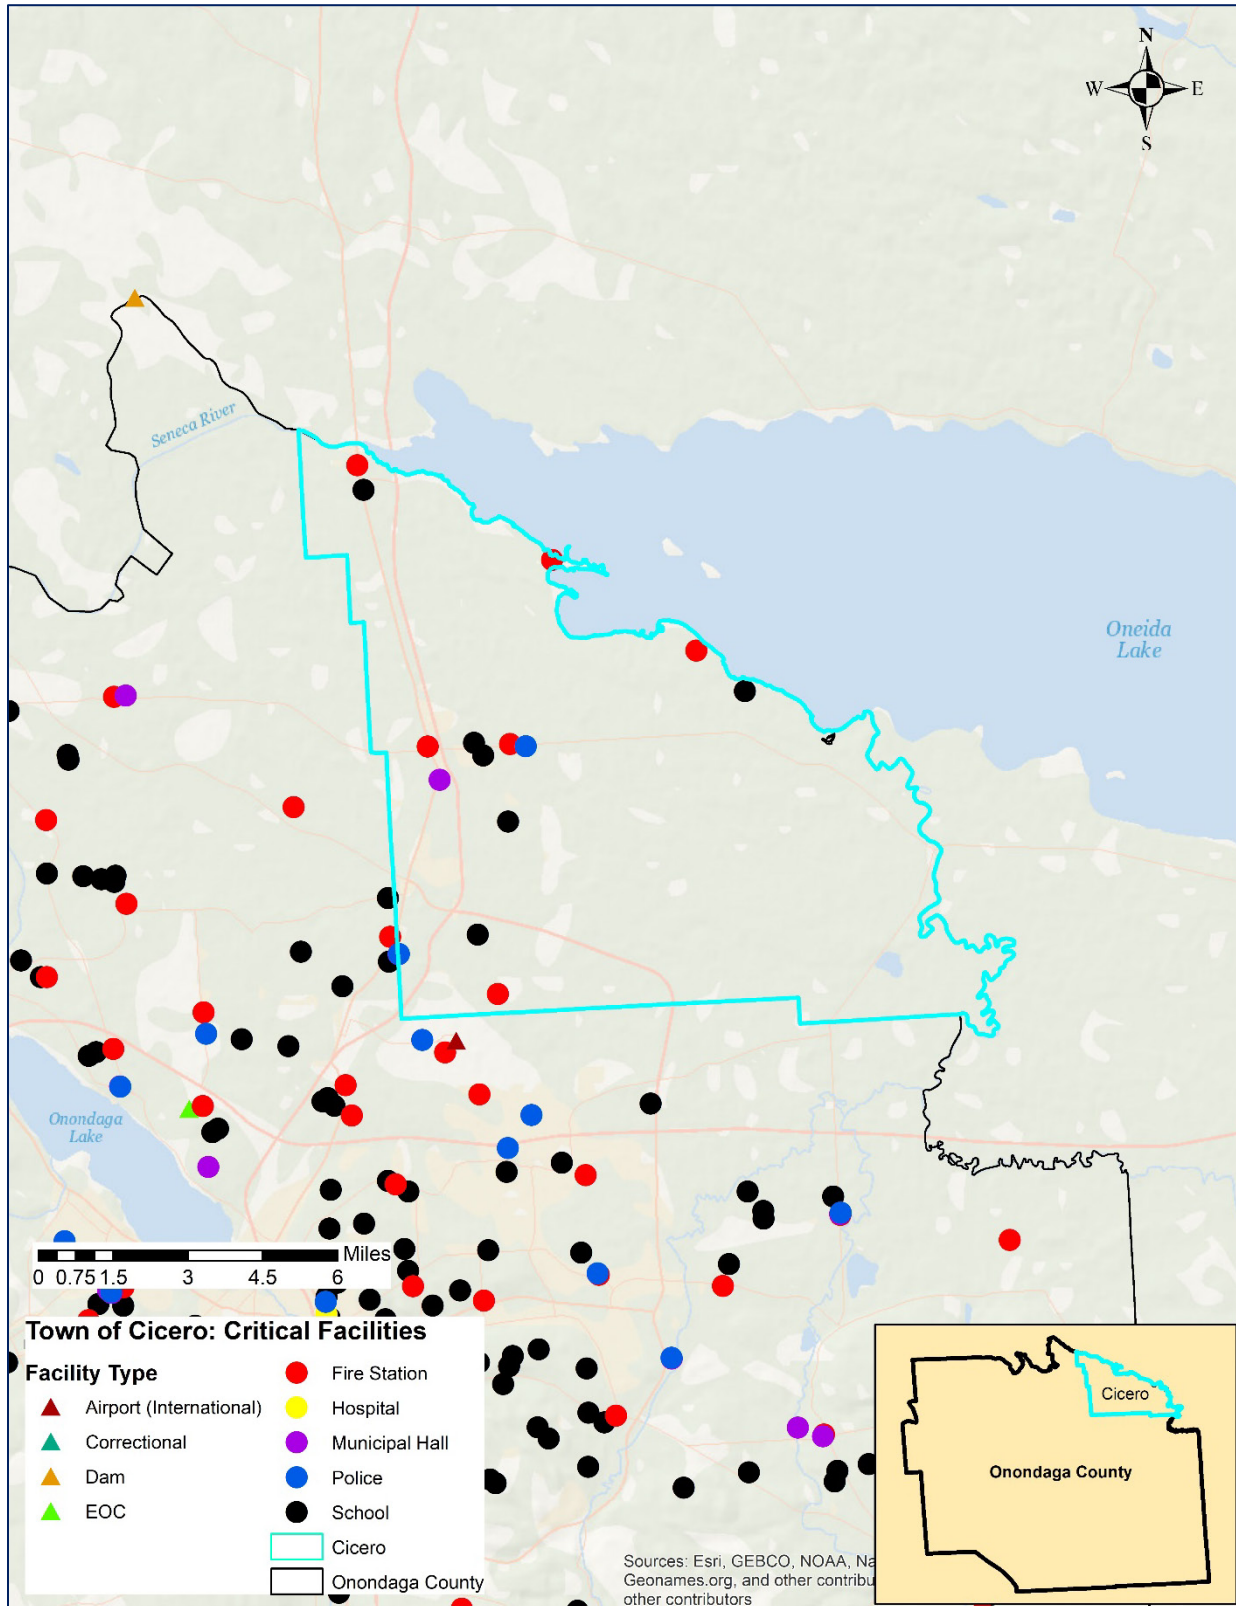 N
W
E
S
Seneca River
Oneida
Lake
Onondaga
Lake
Miles
0 0.75 1.5 3 4.5 6
Town of Cicero: Critical Facilities
Facility Type
Airport (International)
Correctional
Dam
EOC
Fire Station
Hospital
Municipal Hall
Police
School
Cicero
Onondaga County
Sources: Esri, GEBCO, NOAA, Na
Geonames.org, and other contribu
other contributors
Cicero
Onondaga County